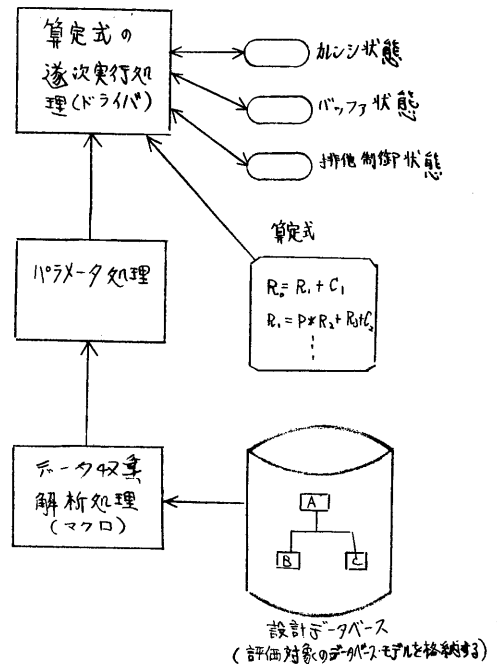 算定式の
遂次実行処
理(ドライバ)
カレンシ状態
バッファ状態
排他制御状態
算定式
R₀=R₁+C₁
R₁=P*R₂+R₃+C₂
パラメータ処理
データ収集
解析処理
(マクロ)
A
B
C
設計データベース
(評価対象のデータベース・モデルを格納する)